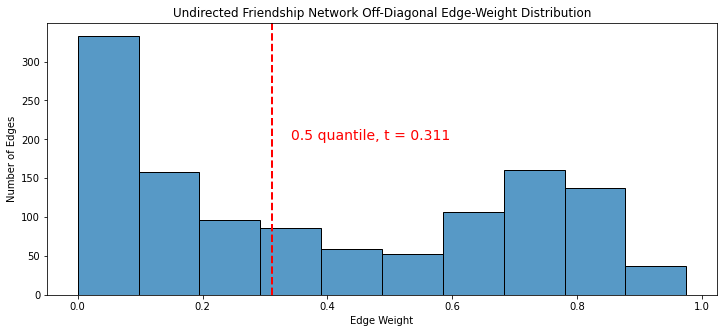 Undirected Friendship Network Off-Diagonal Edge-Weight Distribution
300
250
200
150
100
50
0
Number of Edges
0.5 quantile, t = 0.311
0.0 0.2 0.4 0.6 0.8 1.0
Edge Weight